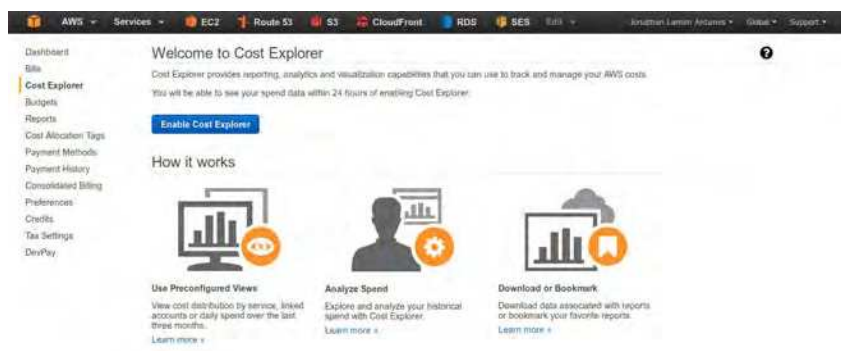 AWS Services EC2 Route 53 S3 CloudFront RDS SES Edit Jonathan Lamim Antunes Global Support
Dashboard
Bills
Cost Explorer
Budgets
Reports
Cost Allocation Tags
Payment Methods
Payment History
Consolidated Billing
Preferences
Credits
Tax Settings
DevPay
Welcome to Cost Explorer
Cost Explorer provides reporting, analytics and visualization capabilities that you can use to track and manage your AWS costs.
You will be able to see your spend data within 24 hours of enabling Cost Explorer.
Enable Cost Explorer
How it works
Use Preconfigured Views
View cost distribution by service, linked
accounts or daily spend over the last
three months.
Learn more »
Analyze Spend
Explore and analyze your historical
spend with Cost Explorer.
Learn more »
Download or Bookmark
Download data associated with reports
or bookmark your favorite reports.
Learn more »